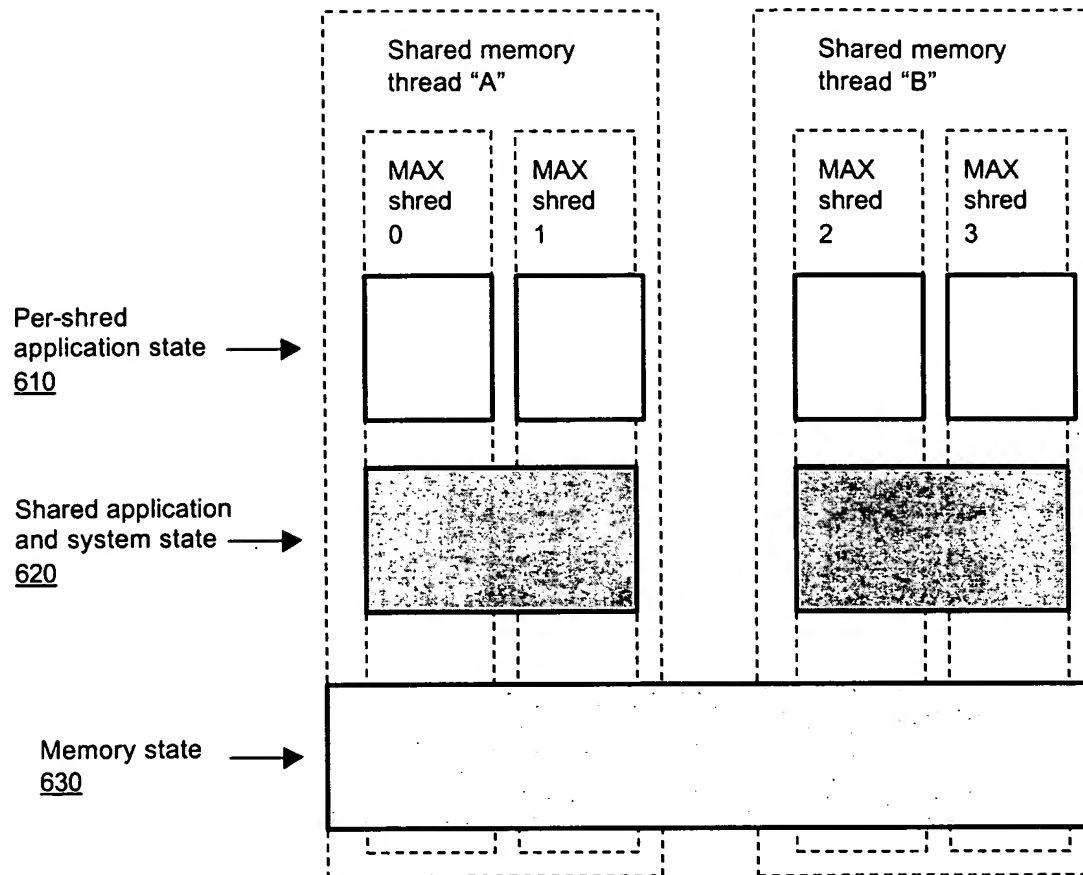 Shared memory
thread “A”
Shared memory
thread “B”
MAX
shred
0
MAX
shred
1
MAX
shred
2
MAX
shred
3
Per-shred
application state
610
Shared application
and system state
620
Memory state
630